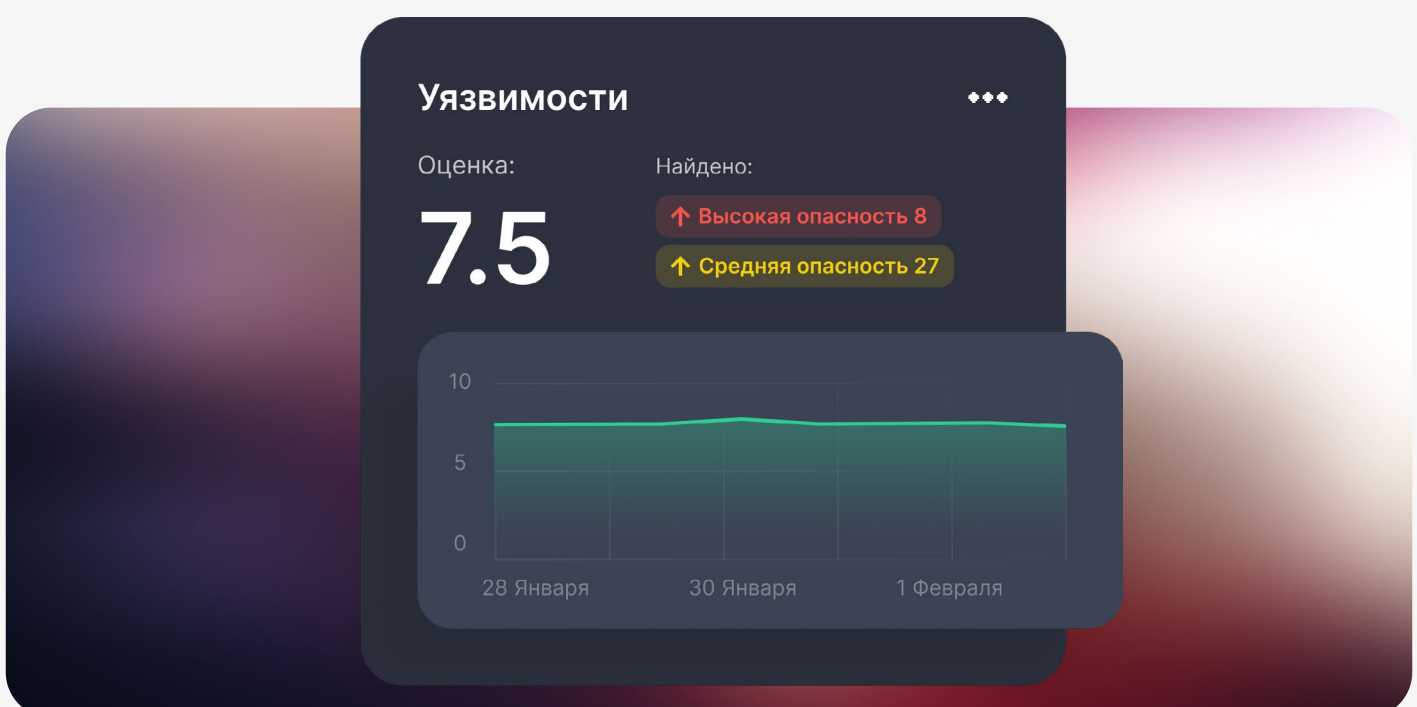 Уязвимости
Оценка:
7.5
Найдено:
Высокая опасность 8
Средняя опасность 27
10
5
0
28 Января
30 Января
1 Февраля